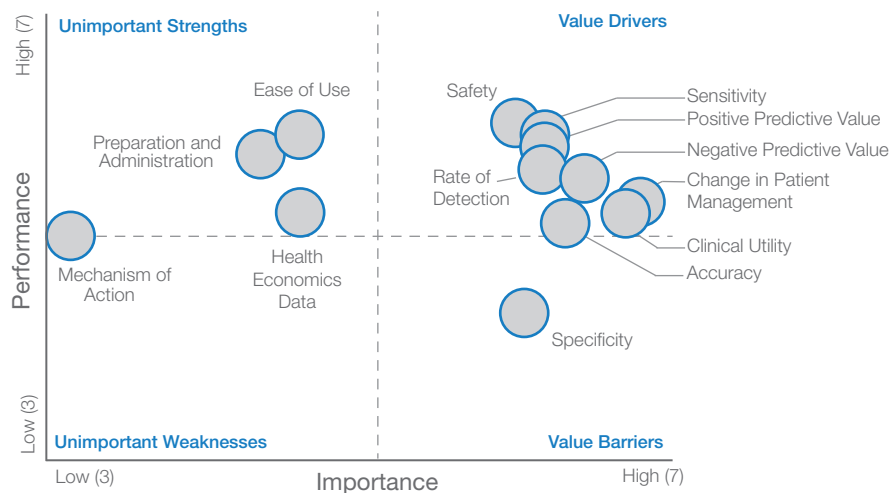 Unimportant Strengths
Value Drivers
High (7)
Ease of Use
Safety
Sensitivity
Positive Predictive Value
Preparation and
Administration
Negative Predictive Value
Rate of
Detection
Change in Patient
Management
Performance
Mechanism of
Action
Health
Economics
Data
Clinical Utility
Accuracy
Specificity
Low (3)
Unimportant Weaknesses
Value Barriers
Low (3)
Importance
High (7)